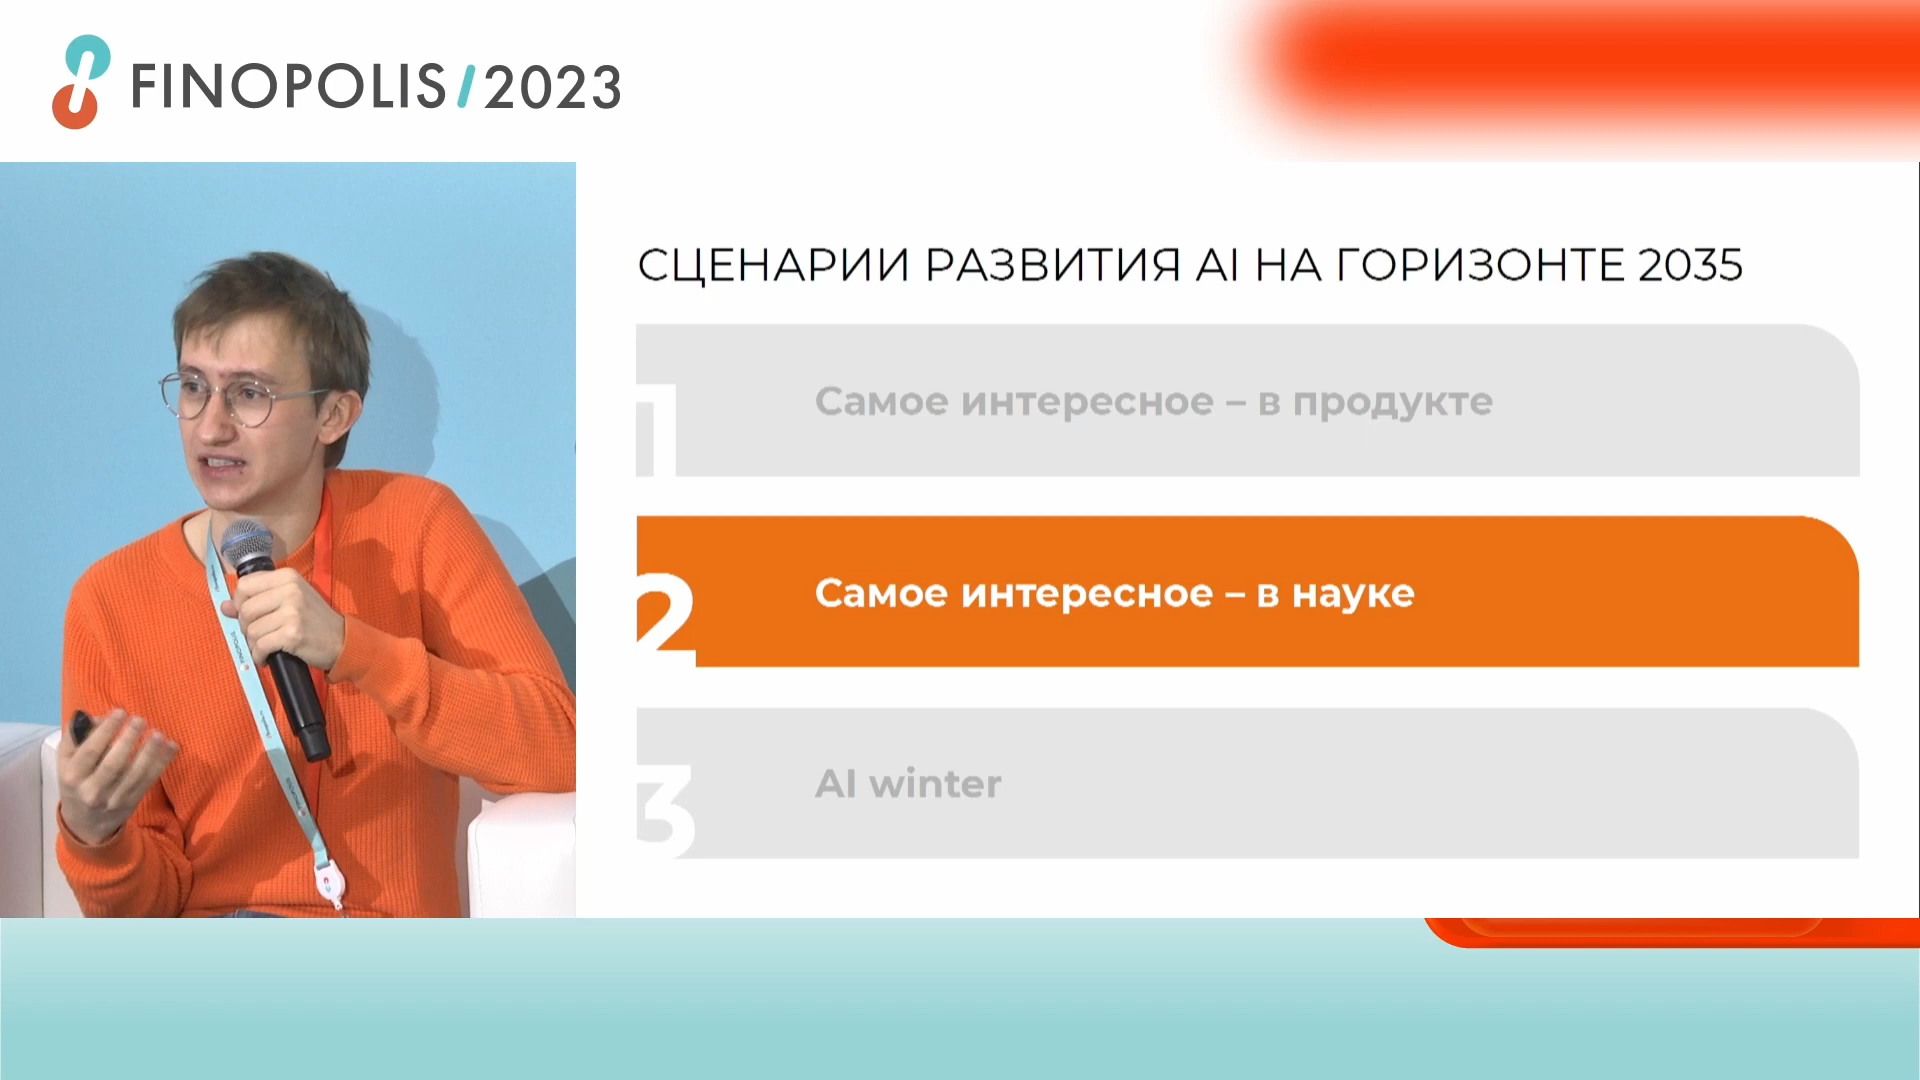 FINOPOLIS/2023
СЦЕНАРИИ РАЗВИТИЯ AI НА ГОРИЗОНТЕ 2035
1
Самое интересное – в продукте
2
Самое интересное – в науке
3
AI winter